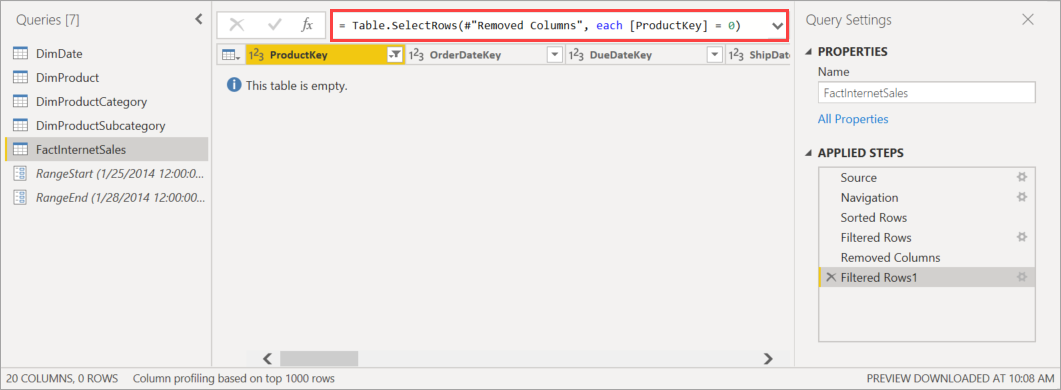 Queries [7]
DimDate
DimProduct
DimProductCategory
DimProductSubcategory
FactInternetSales
RangeStart (1/25/2014 12:00:0...
RangeEnd (1/28/2014 12:00:00...
fx
= Table.SelectRows(#"Removed Columns", each [ProductKey] = 0)
1²3 ProductKey 1²3 OrderDateKey 1²3 DueDateKey 1²3 ShipDate
This table is empty.
Query Settings
PROPERTIES
Name
FactInternetSales
All Properties
APPLIED STEPS
Source
Navigation
Sorted Rows
Filtered Rows
Removed Columns
Filtered Rows1
20 COLUMNS, 0 ROWS Column profiling based on top 1000 rows PREVIEW DOWNLOADED AT 10:08 AM